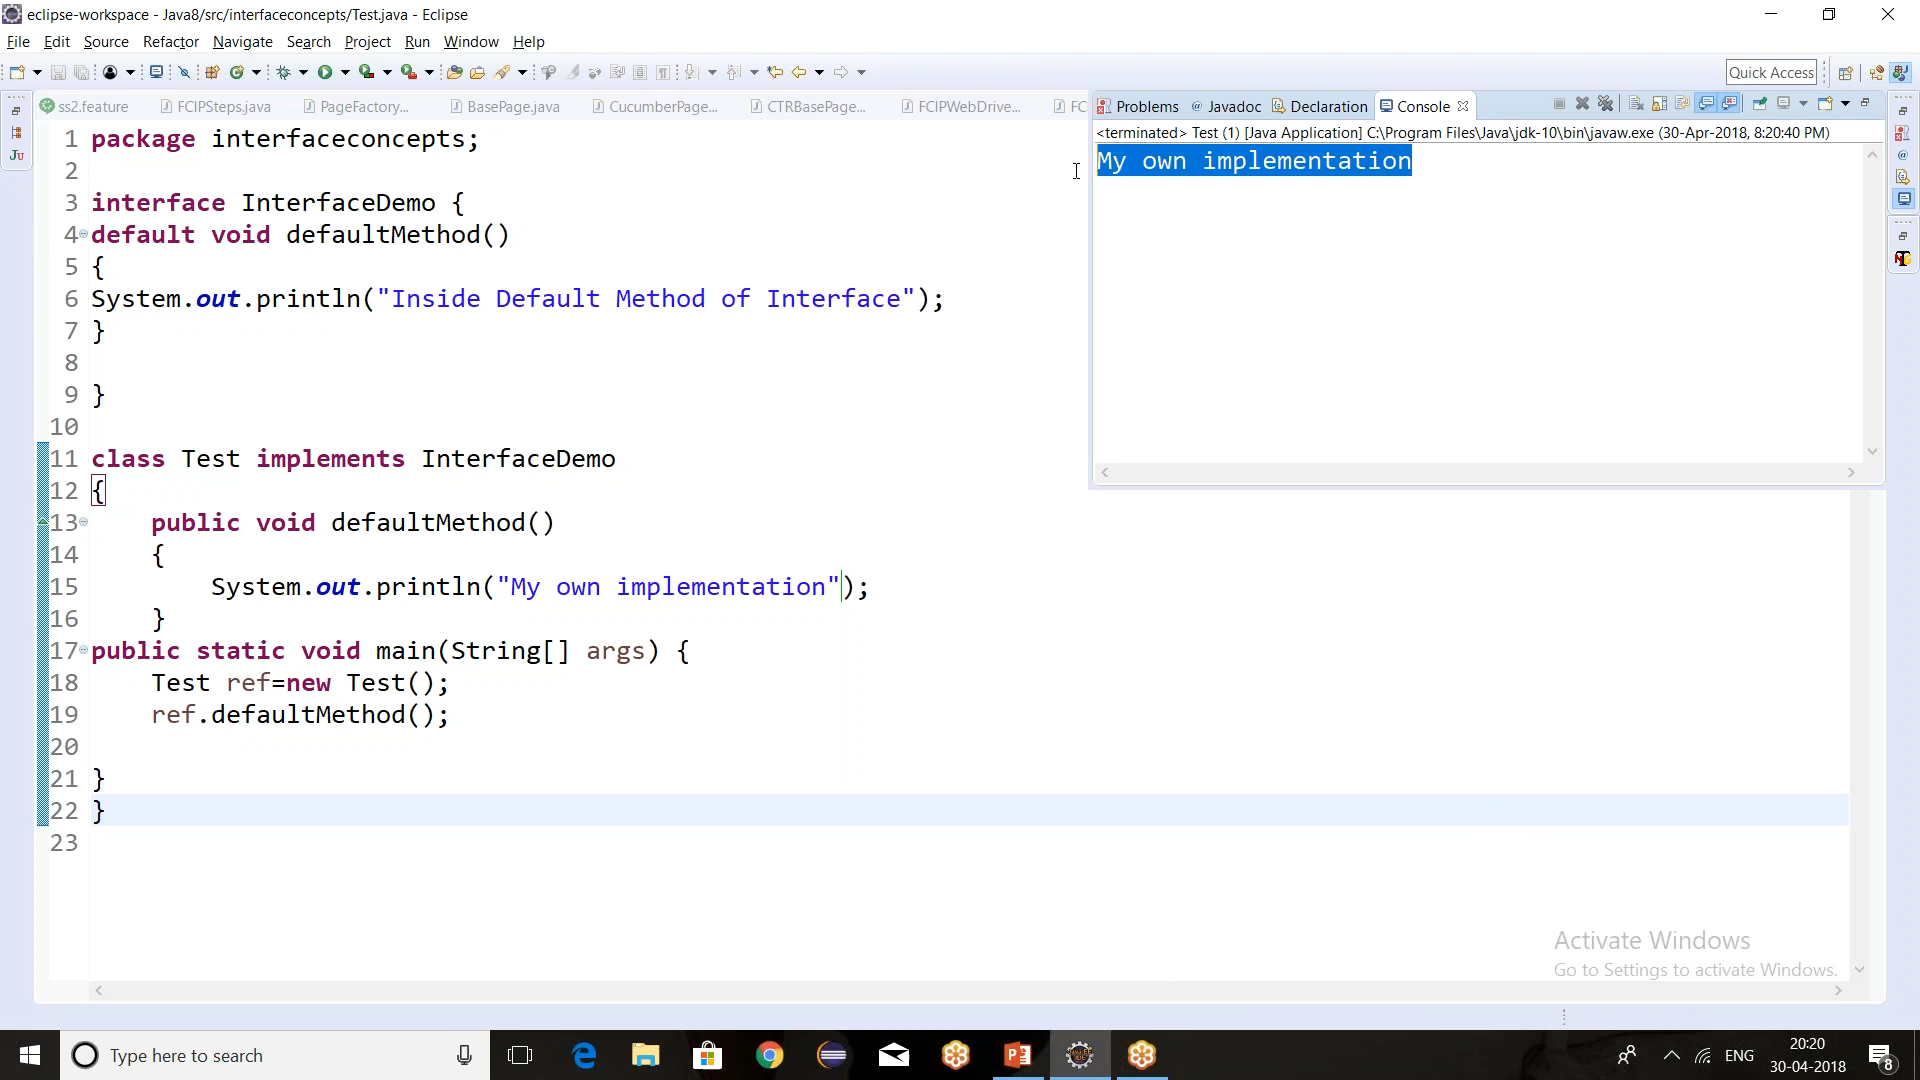 eclipse-workspace - Java8/src/interfaceconcepts/Test.java - Eclipse
File Edit Source Refactor Navigate Search Project Run Window Help
Quick Access
ss2.feature FCIPSteps.java PageFactory... BasePage.java CucumberPage... CTRBasePage... FCIPWebDrive... FC
Problems @ Javadoc Declaration Console
<terminated> Test (1) [Java Application] C:\Program Files\Java\jdk-10\bin\javaw.exe (30-Apr-2018, 8:20:40 PM)
My own implementation
1 package interfaceconcepts;
2
3 interface InterfaceDemo {
4 default void defaultMethod()
5 {
6 System.out.println("Inside Default Method of Interface");
7 }
8
9 }
10
11 class Test implements InterfaceDemo
12 {
13 public void defaultMethod()
14 {
15 System.out.println("My own implementation");
16 }
17 public static void main(String[] args) {
18 Test ref=new Test();
19 ref.defaultMethod();
20
21 }
22 }
23
Activate Windows
Go to Settings to activate Windows.
Type here to search
ENG
20:20
30-04-2018
8